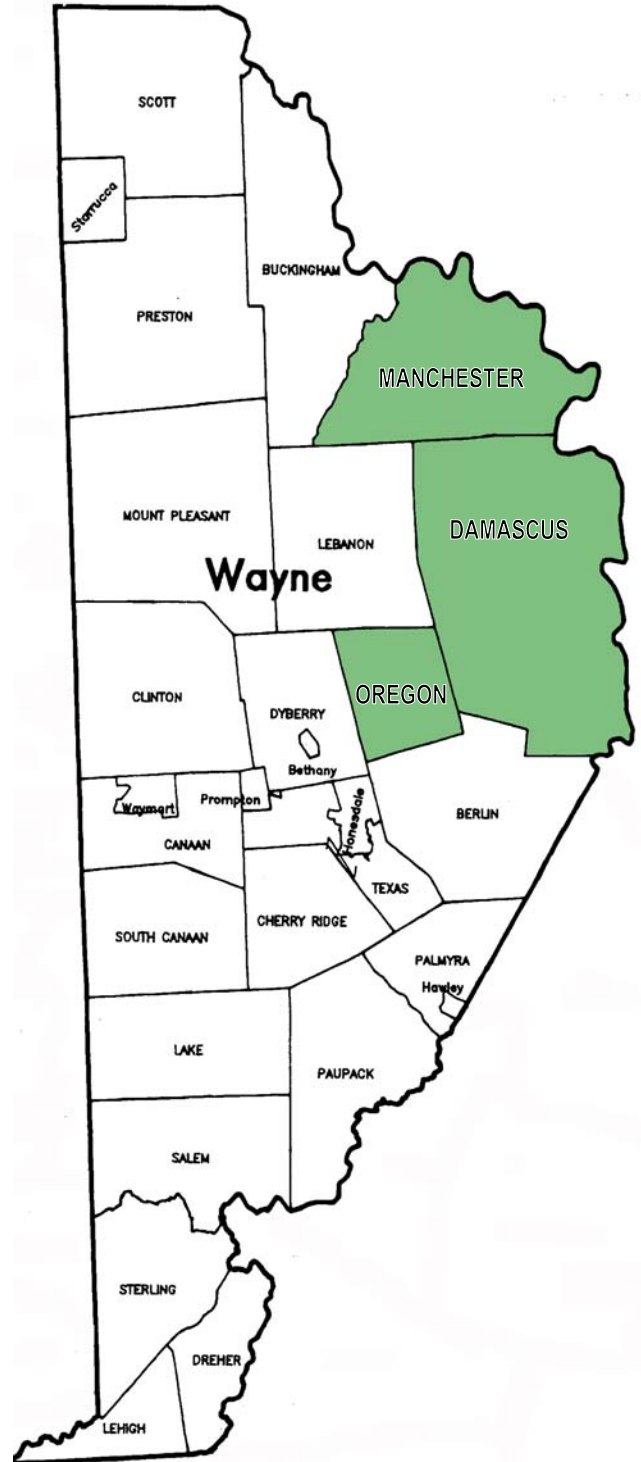 SCOTT
Starrucca
BUCKINGHAM
PRESTON
MANCHESTER
MOUNT PLEASANT
DAMASCUS
LEBANON
Wayne
CLINTON
OREGON
DYBERRY
Bethany
Waymart
Prompton
Honesdale
BERLIN
CANAAN
TEXAS
CHERRY RIDGE
SOUTH CANAAN
PALMYRA
Hawley
LAKE
PAUPACK
SALEM
STERLING
DREHER
LEHIGH